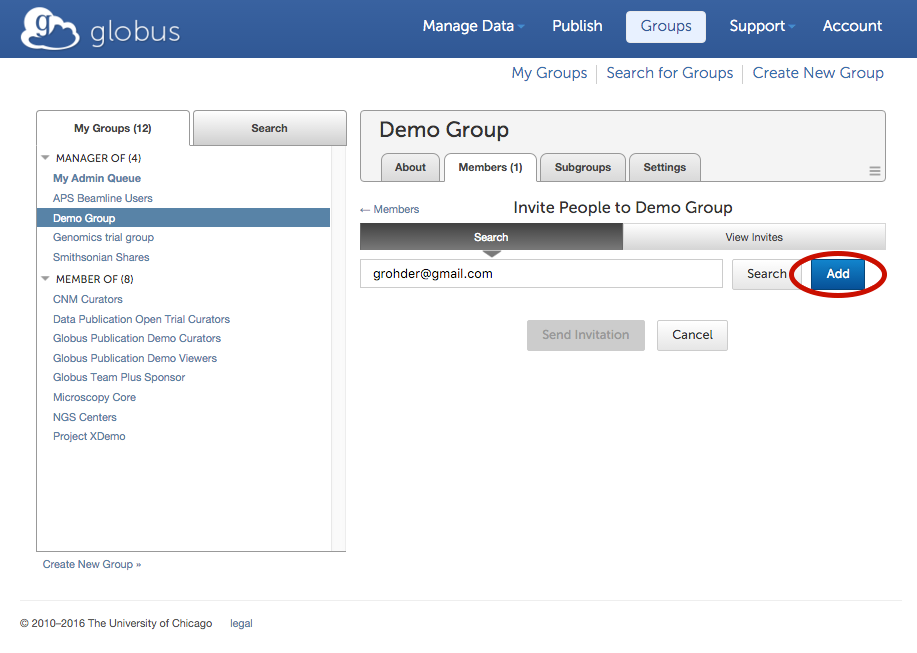 g globus
Manage Data Publish Groups Support Account
My Groups Search for Groups Create New Group
My Groups (12) Search
MANAGER OF (4)
My Admin Queue
APS Beamline Users
Demo Group
Genomics trial group
Smithsonian Shares
MEMBER OF (8)
CNM Curators
Data Publication Open Trial Curators
Globus Publication Demo Curators
Globus Publication Demo Viewers
Globus Team Plus Sponsor
Microscopy Core
NGS Centers
Project XDemo
Create New Group »
Demo Group
About Members (1) Subgroups Settings
← Members Invite People to Demo Group
Search View Invites
grohder@gmail.com Search Add
Send Invitation Cancel
© 2010–2016 The University of Chicago legal